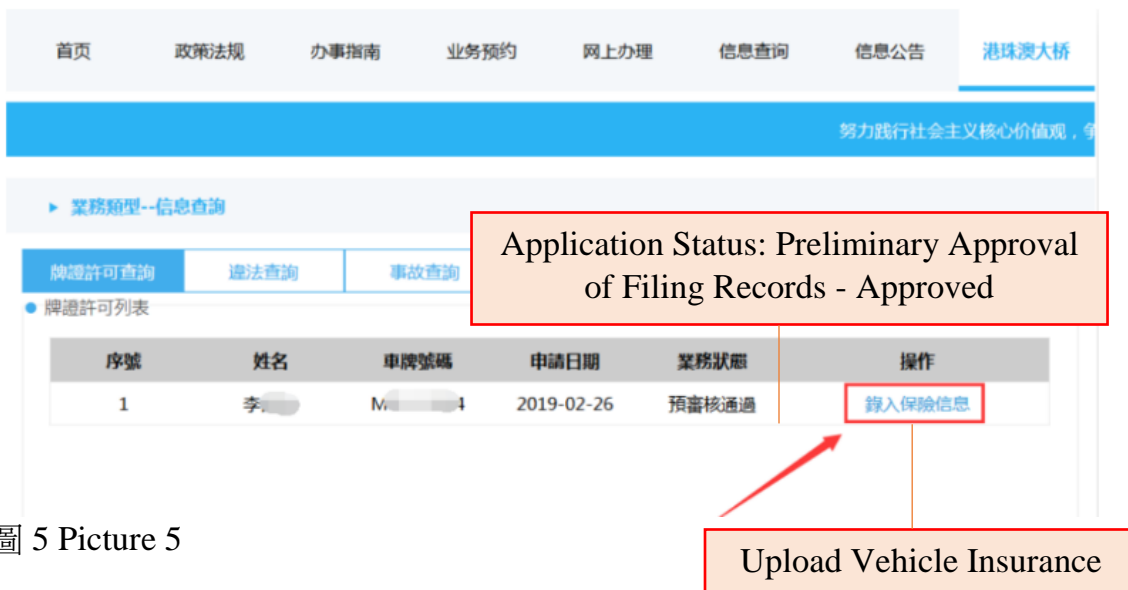 首页 政策法规 办事指南 业务预约 网上办理 信息查询 信息公告 港珠澳大桥
努力践行社会主义核心价值观，争
業務類型--信息查詢
Application Status: Preliminary Approval
of Filing Records - Approved
牌證許可查詢 違法查詢 事故查詢
牌證許可列表
序號 姓名 車牌號碼 申請日期 業務狀態 操作
1 李 M 4 2019-02-26 預審核通過 錄入保險信息
圖 5 Picture 5
Upload Vehicle Insurance